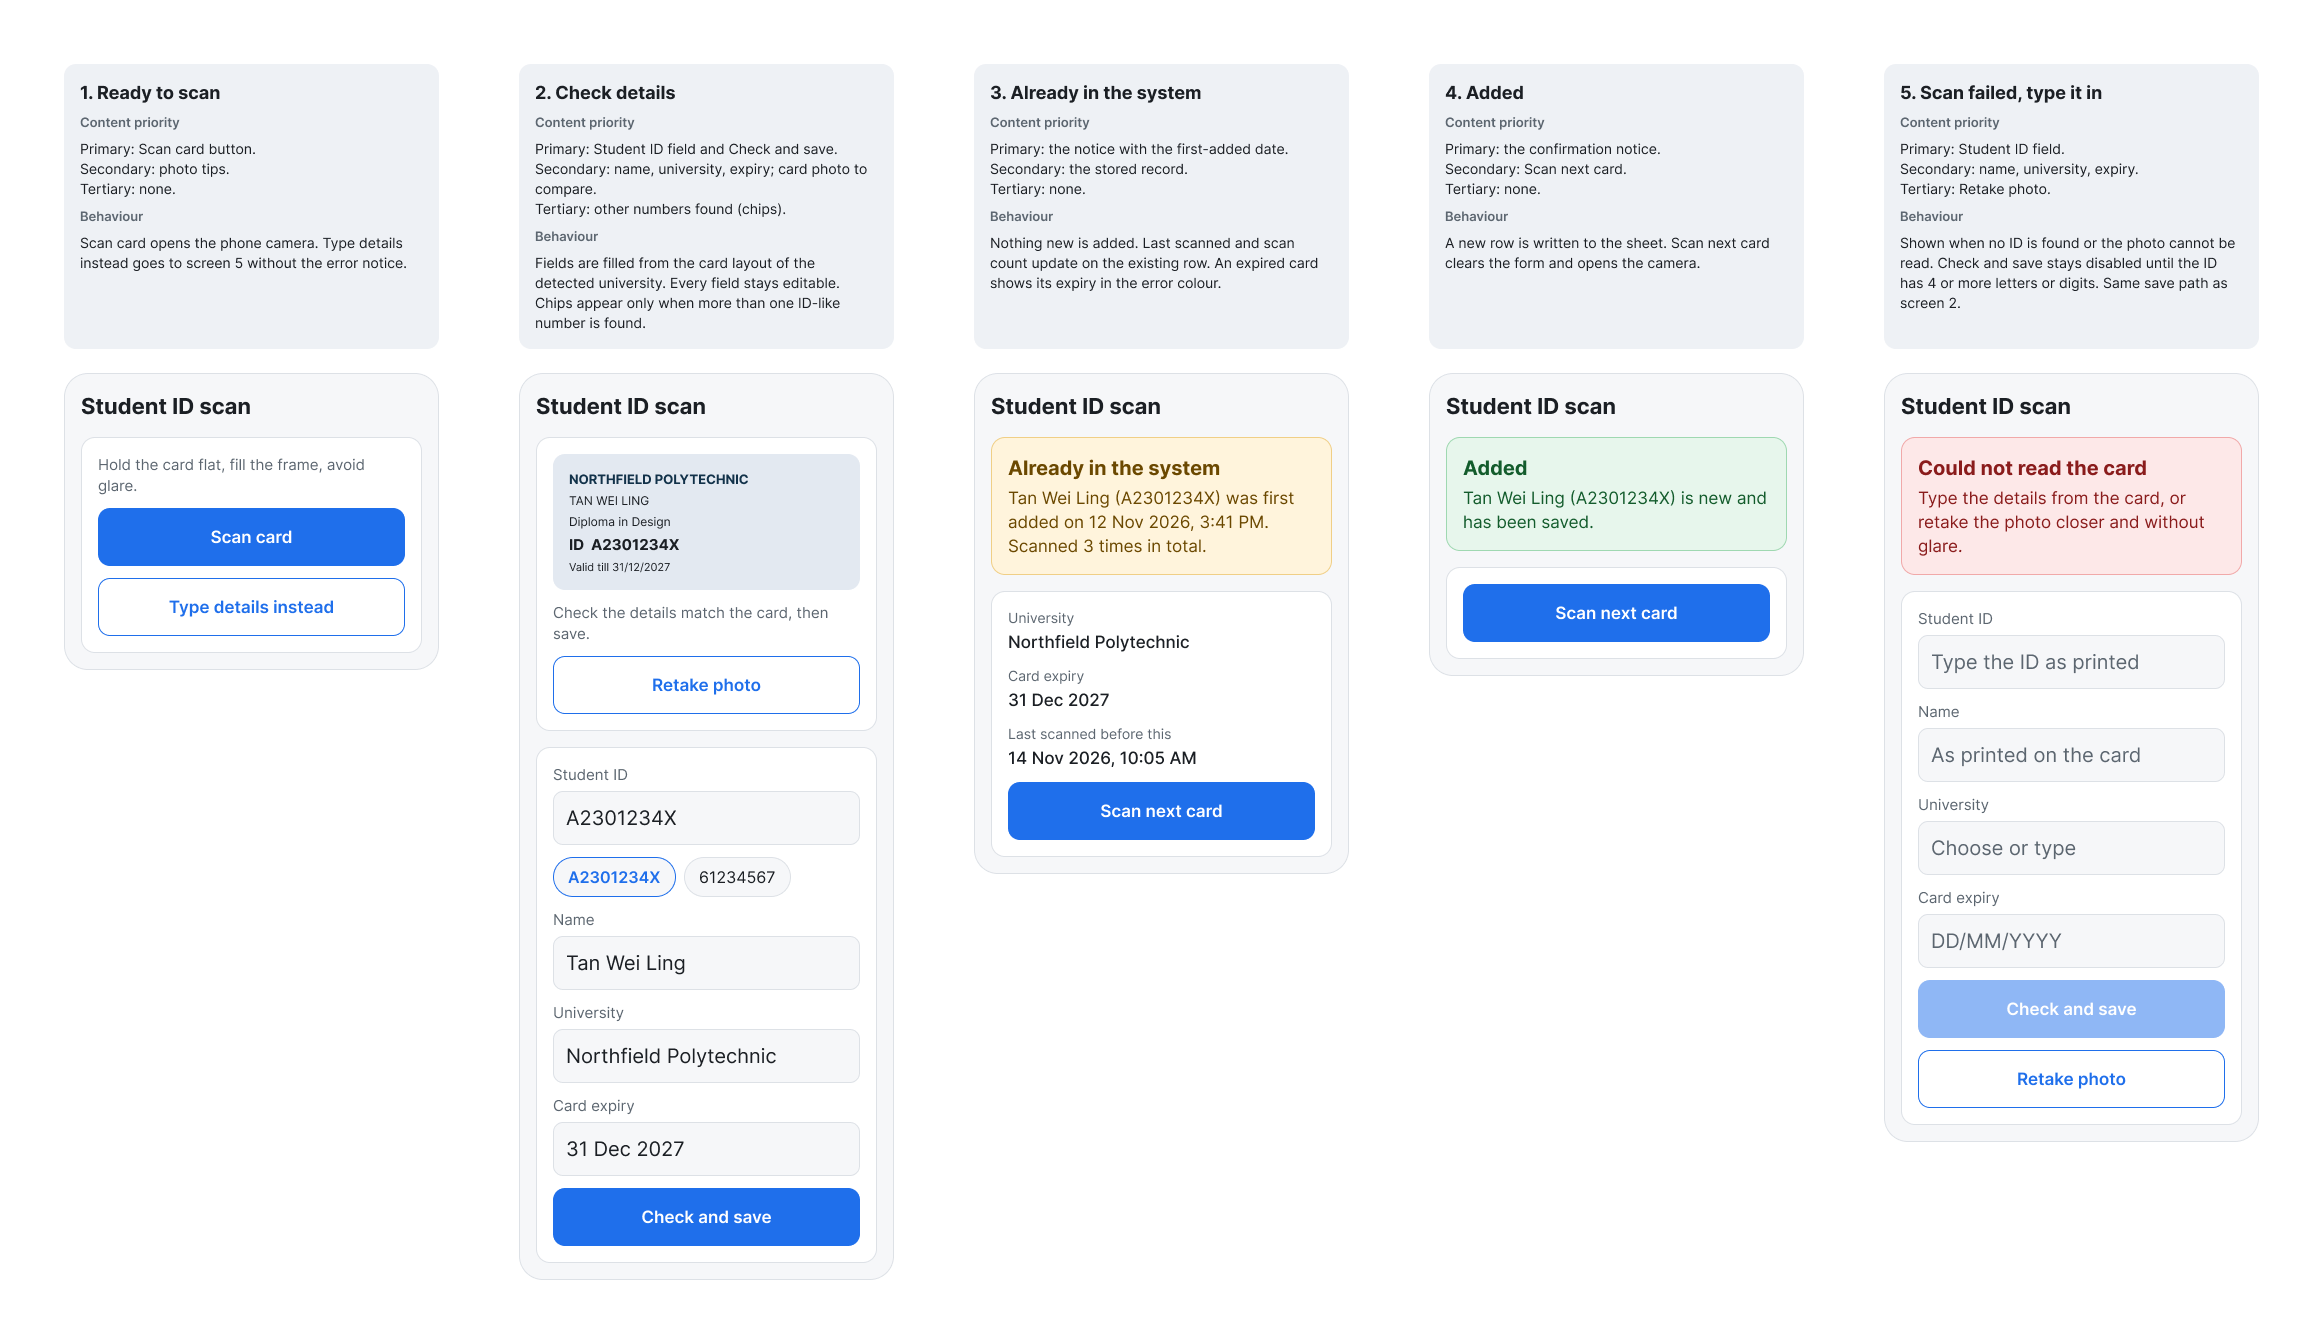 1. Ready to scan
Content priority
Primary: Scan card button.
Secondary: photo tips.
Tertiary: none.
Behaviour
Scan card opens the phone camera. Type details
instead goes to screen 5 without the error notice.
Student ID scan
Hold the card flat, fill the frame, avoid
glare.
Scan card
Type details instead
2. Check details
Content priority
Primary: Student ID field and Check and save.
Secondary: name, university, expiry; card photo to
compare.
Tertiary: other numbers found (chips).
Behaviour
Fields are filled from the card layout of the
detected university. Every field stays editable.
Chips appear only when more than one ID-like
number is found.
Student ID scan
NORTHFIELD POLYTECHNIC
TAN WEI LING
Diploma in Design
ID A2301234X
Valid till 31/12/2027
Check the details match the card, then
save.
Retake photo
Student ID
A2301234X
A2301234X 61234567
Name
Tan Wei Ling
University
Northfield Polytechnic
Card expiry
31 Dec 2027
Check and save
3. Already in the system
Content priority
Primary: the notice with the first-added date.
Secondary: the stored record.
Tertiary: none.
Behaviour
Nothing new is added. Last scanned and scan
count update on the existing row. An expired card
shows its expiry in the error colour.
Student ID scan
Already in the system
Tan Wei Ling (A2301234X) was first
added on 12 Nov 2026, 3:41 PM.
Scanned 3 times in total.
University
Northfield Polytechnic
Card expiry
31 Dec 2027
Last scanned before this
14 Nov 2026, 10:05 AM
Scan next card
4. Added
Content priority
Primary: the confirmation notice.
Secondary: Scan next card.
Tertiary: none.
Behaviour
A new row is written to the sheet. Scan next card
clears the form and opens the camera.
Student ID scan
Added
Tan Wei Ling (A2301234X) is new and
has been saved.
Scan next card
5. Scan failed, type it in
Content priority
Primary: Student ID field.
Secondary: name, university, expiry.
Tertiary: Retake photo.
Behaviour
Shown when no ID is found or the photo cannot be
read. Check and save stays disabled until the ID
has 4 or more letters or digits. Same save path as
screen 2.
Student ID scan
Could not read the card
Type the details from the card, or
retake the photo closer and without
glare.
Student ID
Type the ID as printed
Name
As printed on the card
University
Choose or type
Card expiry
DD/MM/YYYY
Check and save
Retake photo